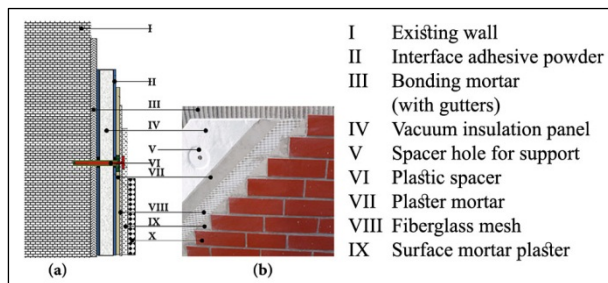 I
II
III
IV
V
VI
VII
VIII
IX
X
(a)
(b)
I Existing wall
II Interface adhesive powder
III Bonding mortar
(with gutters)
IV Vacuum insulation panel
V Spacer hole for support
VI Plastic spacer
VII Plaster mortar
VIII Fiberglass mesh
IX Surface mortar plaster